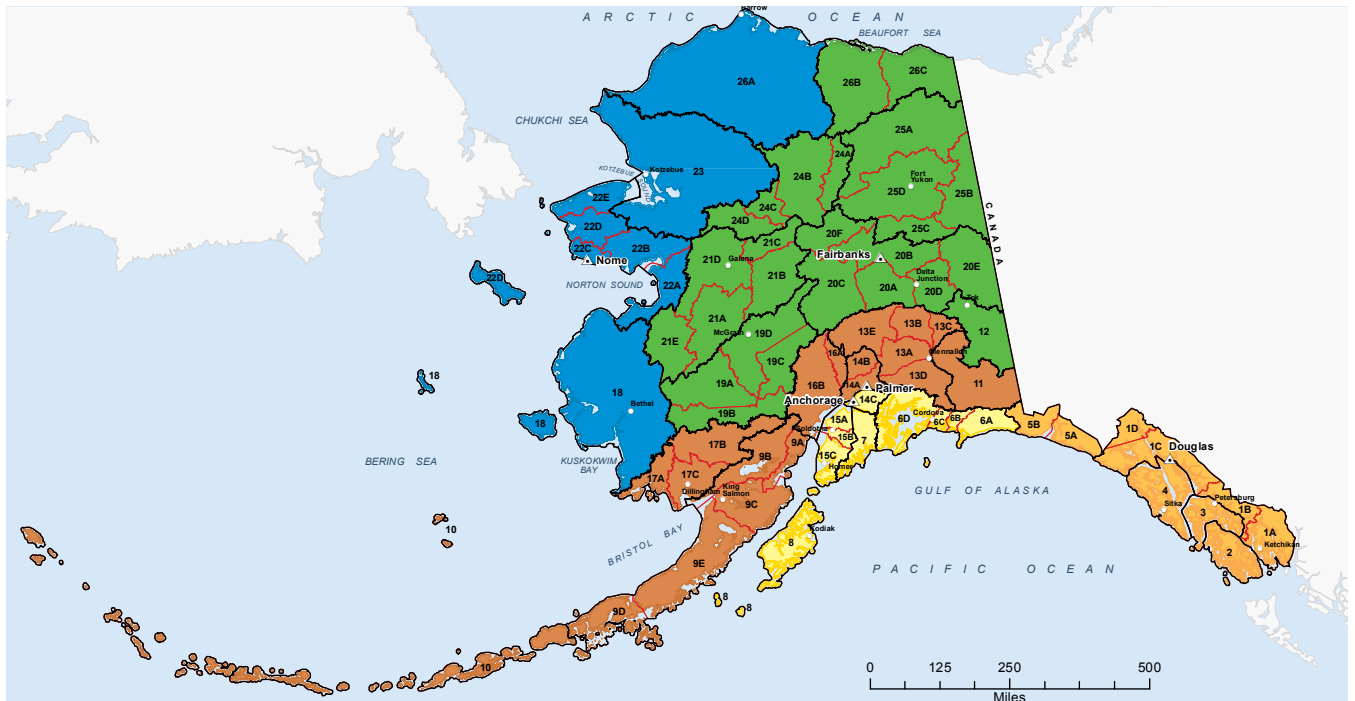 Barrow
ARCTIC OCEAN
BEAUFORT SEA
26A
26B
26C
CHUKCHI SEA
25A
24A
KOTZEBUE
SOUND
Kotzebue
23
24B
Fort
Yukon
25D
25B
22E
24C
24D
22D
CANADA
25C
20F
22C
22B
21C
Nome
21D
Galena
Fairbanks
20B
20E
22D
NORTON SOUND
22A
21B
Delta
Junction
20C
20A
20D
Tok
21A
McGrath
19D
21E
13E
13B
13C
12
16A
13A
Glennallen
14B
19C
18
19A
16B
14A
13D
11
Palmer
18
Anchorage
14C
Bethel
19B
18
15A
6D
Cordova
6C
6B
6A
5B
5A
1D
Soldotna
15B
7
17B
9A
1C
Douglas
BERING SEA
KUSKOKWIM
BAY
9B
15C
Homer
17A
17C
Dillingham
King
Salmon
9C
GULF OF ALASKA
4
Sitka
3
Petersburg
1B
1A
Ketchikan
2
10
BRISTOL BAY
Kodiak
8
9E
PACIFIC OCEAN
8
8
9D
10
0 125 250 500
Miles